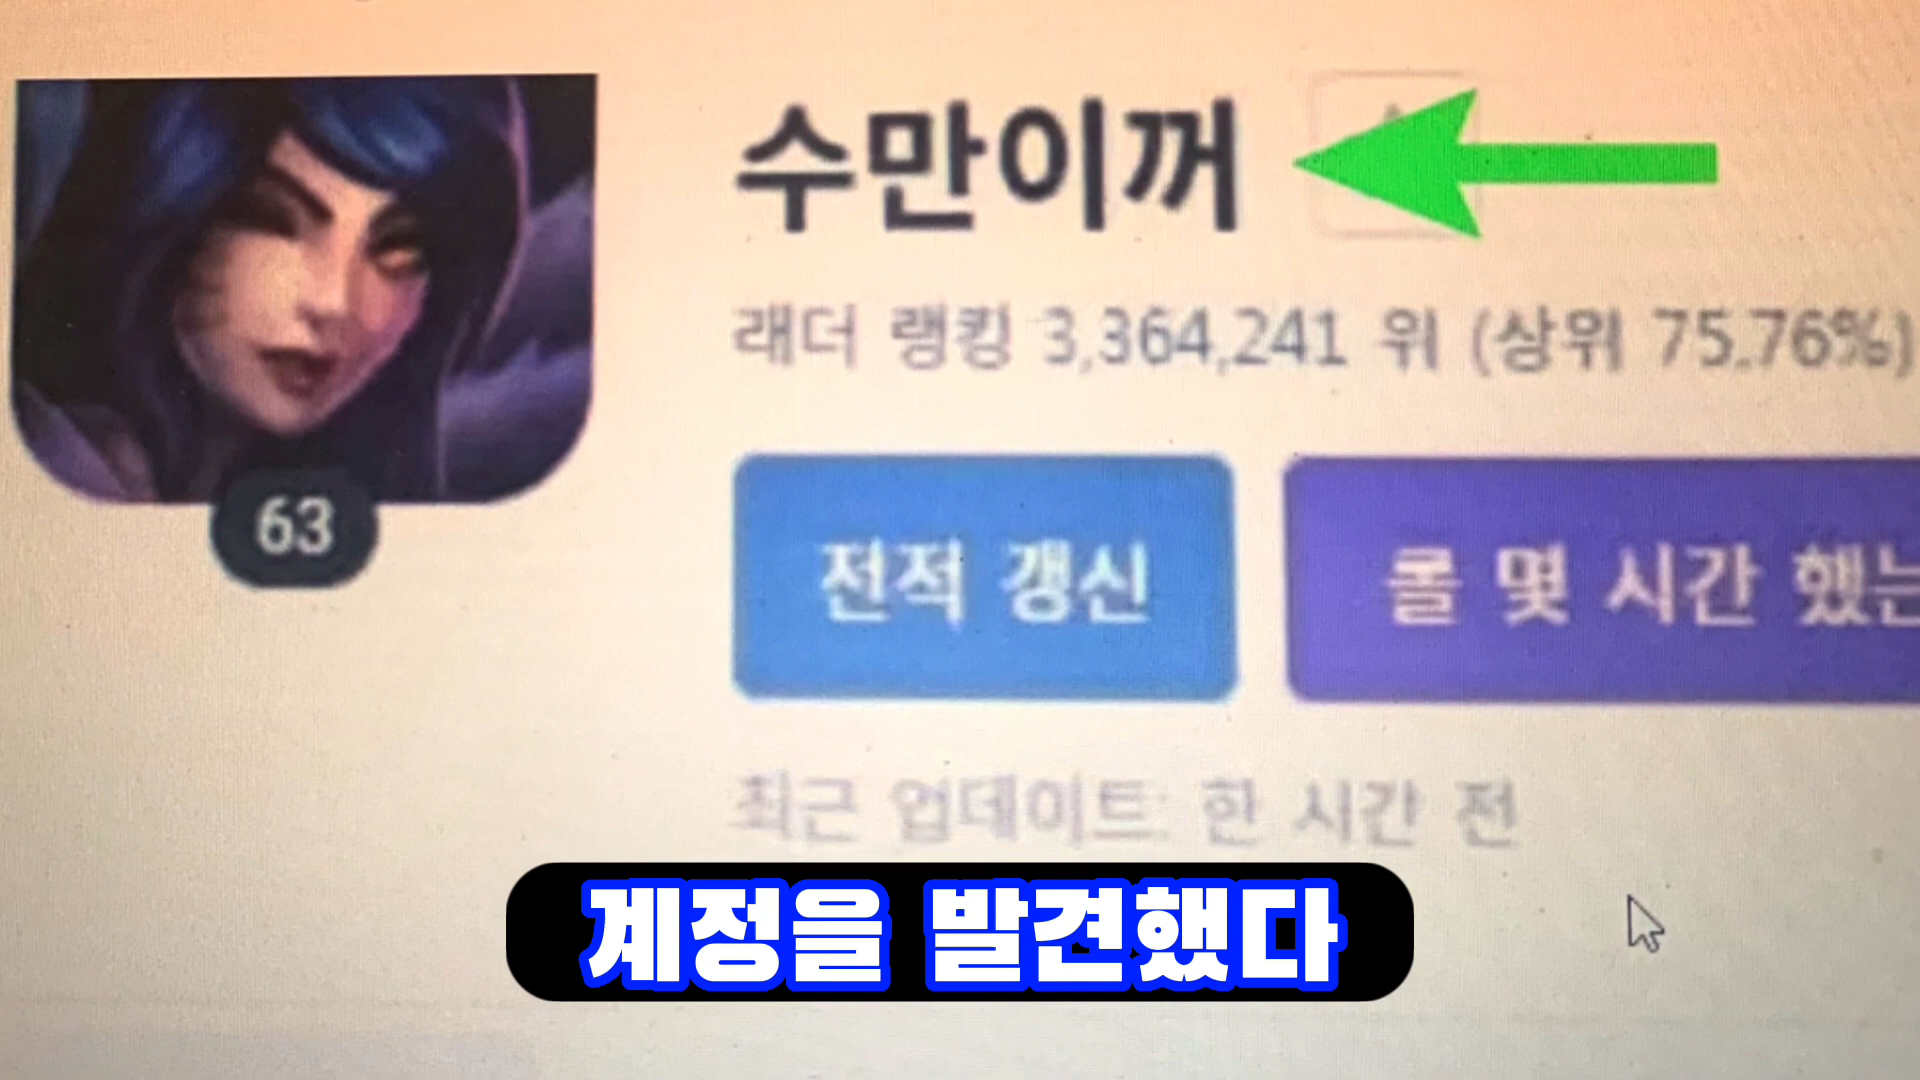 수만이꺼
래더 랭킹 3,364,241 위 (상위 75.76%)
63
전적 갱신
롤 몇 시간 했는
최근 업데이트: 한 시간 전
계정을 발견했다